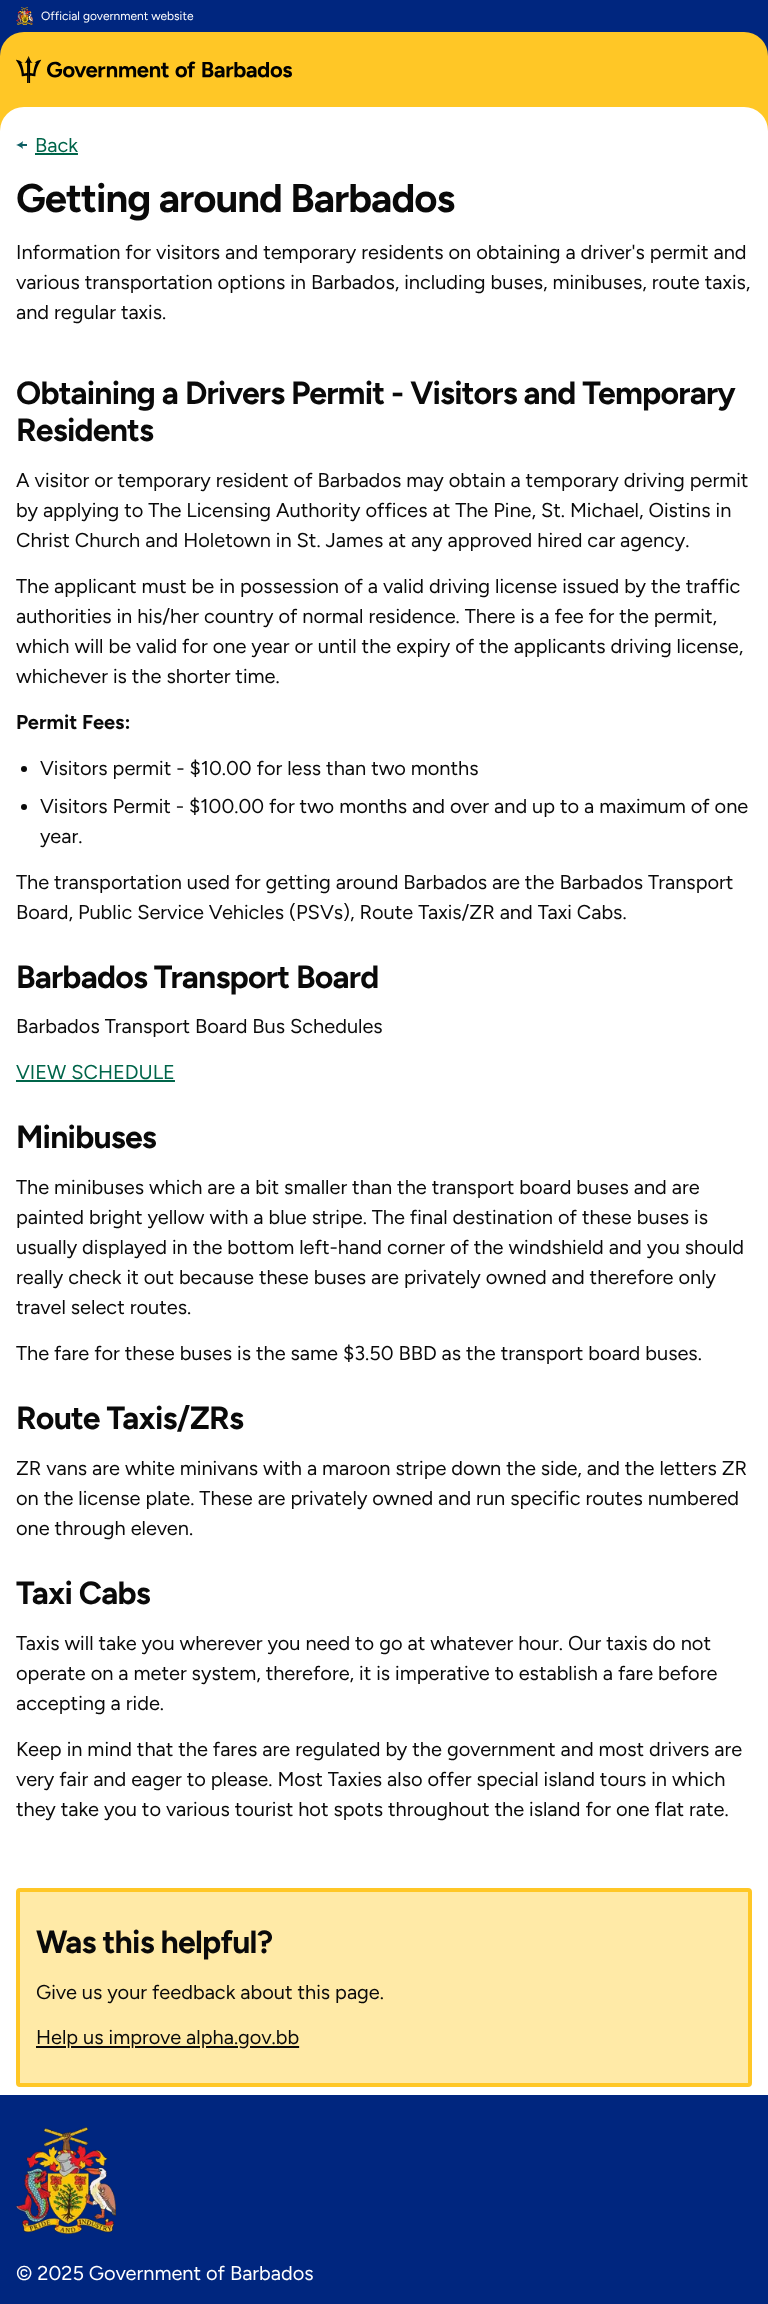 Official government website
Government of Barbados
Back
Getting around Barbados
Information for visitors and temporary residents on obtaining a driver's permit and
various transportation options in Barbados, including buses, minibuses, route taxis,
and regular taxis.
Obtaining a Drivers Permit - Visitors and Temporary
Residents
A visitor or temporary resident of Barbados may obtain a temporary driving permit
by applying to The Licensing Authority offices at The Pine, St. Michael, Oistins in
Christ Church and Holetown in St. James at any approved hired car agency.
The applicant must be in possession of a valid driving license issued by the traffic
authorities in his/her country of normal residence. There is a fee for the permit,
which will be valid for one year or until the expiry of the applicants driving license,
whichever is the shorter time.
Permit Fees:
• Visitors permit - $10.00 for less than two months
• Visitors Permit - $100.00 for two months and over and up to a maximum of one
year.
The transportation used for getting around Barbados are the Barbados Transport
Board, Public Service Vehicles (PSVs), Route Taxis/ZR and Taxi Cabs.
Barbados Transport Board
Barbados Transport Board Bus Schedules
VIEW SCHEDULE
Minibuses
The minibuses which are a bit smaller than the transport board buses and are
painted bright yellow with a blue stripe. The final destination of these buses is
usually displayed in the bottom left-hand corner of the windshield and you should
really check it out because these buses are privately owned and therefore only
travel select routes.
The fare for these buses is the same $3.50 BBD as the transport board buses.
Route Taxis/ZRs
ZR vans are white minivans with a maroon stripe down the side, and the letters ZR
on the license plate. These are privately owned and run specific routes numbered
one through eleven.
Taxi Cabs
Taxis will take you wherever you need to go at whatever hour. Our taxis do not
operate on a meter system, therefore, it is imperative to establish a fare before
accepting a ride.
Keep in mind that the fares are regulated by the government and most drivers are
very fair and eager to please. Most Taxies also offer special island tours in which
they take you to various tourist hot spots throughout the island for one flat rate.
Was this helpful?
Give us your feedback about this page.
Help us improve alpha.gov.bb
PRIDE AND INDUSTRY
© 2025 Government of Barbados